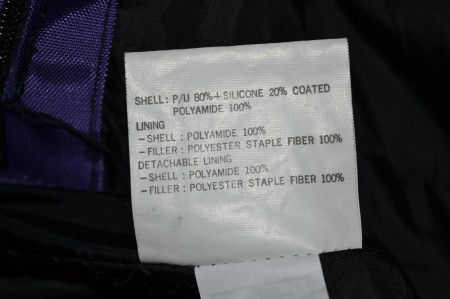 SHELL: P/U 80%+SILICONE 20% COATED
POLYAMIDE 100%
LINING
-SHELL: POLYAMIDE 100%
-FILLER: POLYESTER STAPLE FIBER 100%
DETACHABLE LINING
-SHELL: POLYAMIDE 100%
-FILLER: POLYESTER STAPLE FIBER 100%